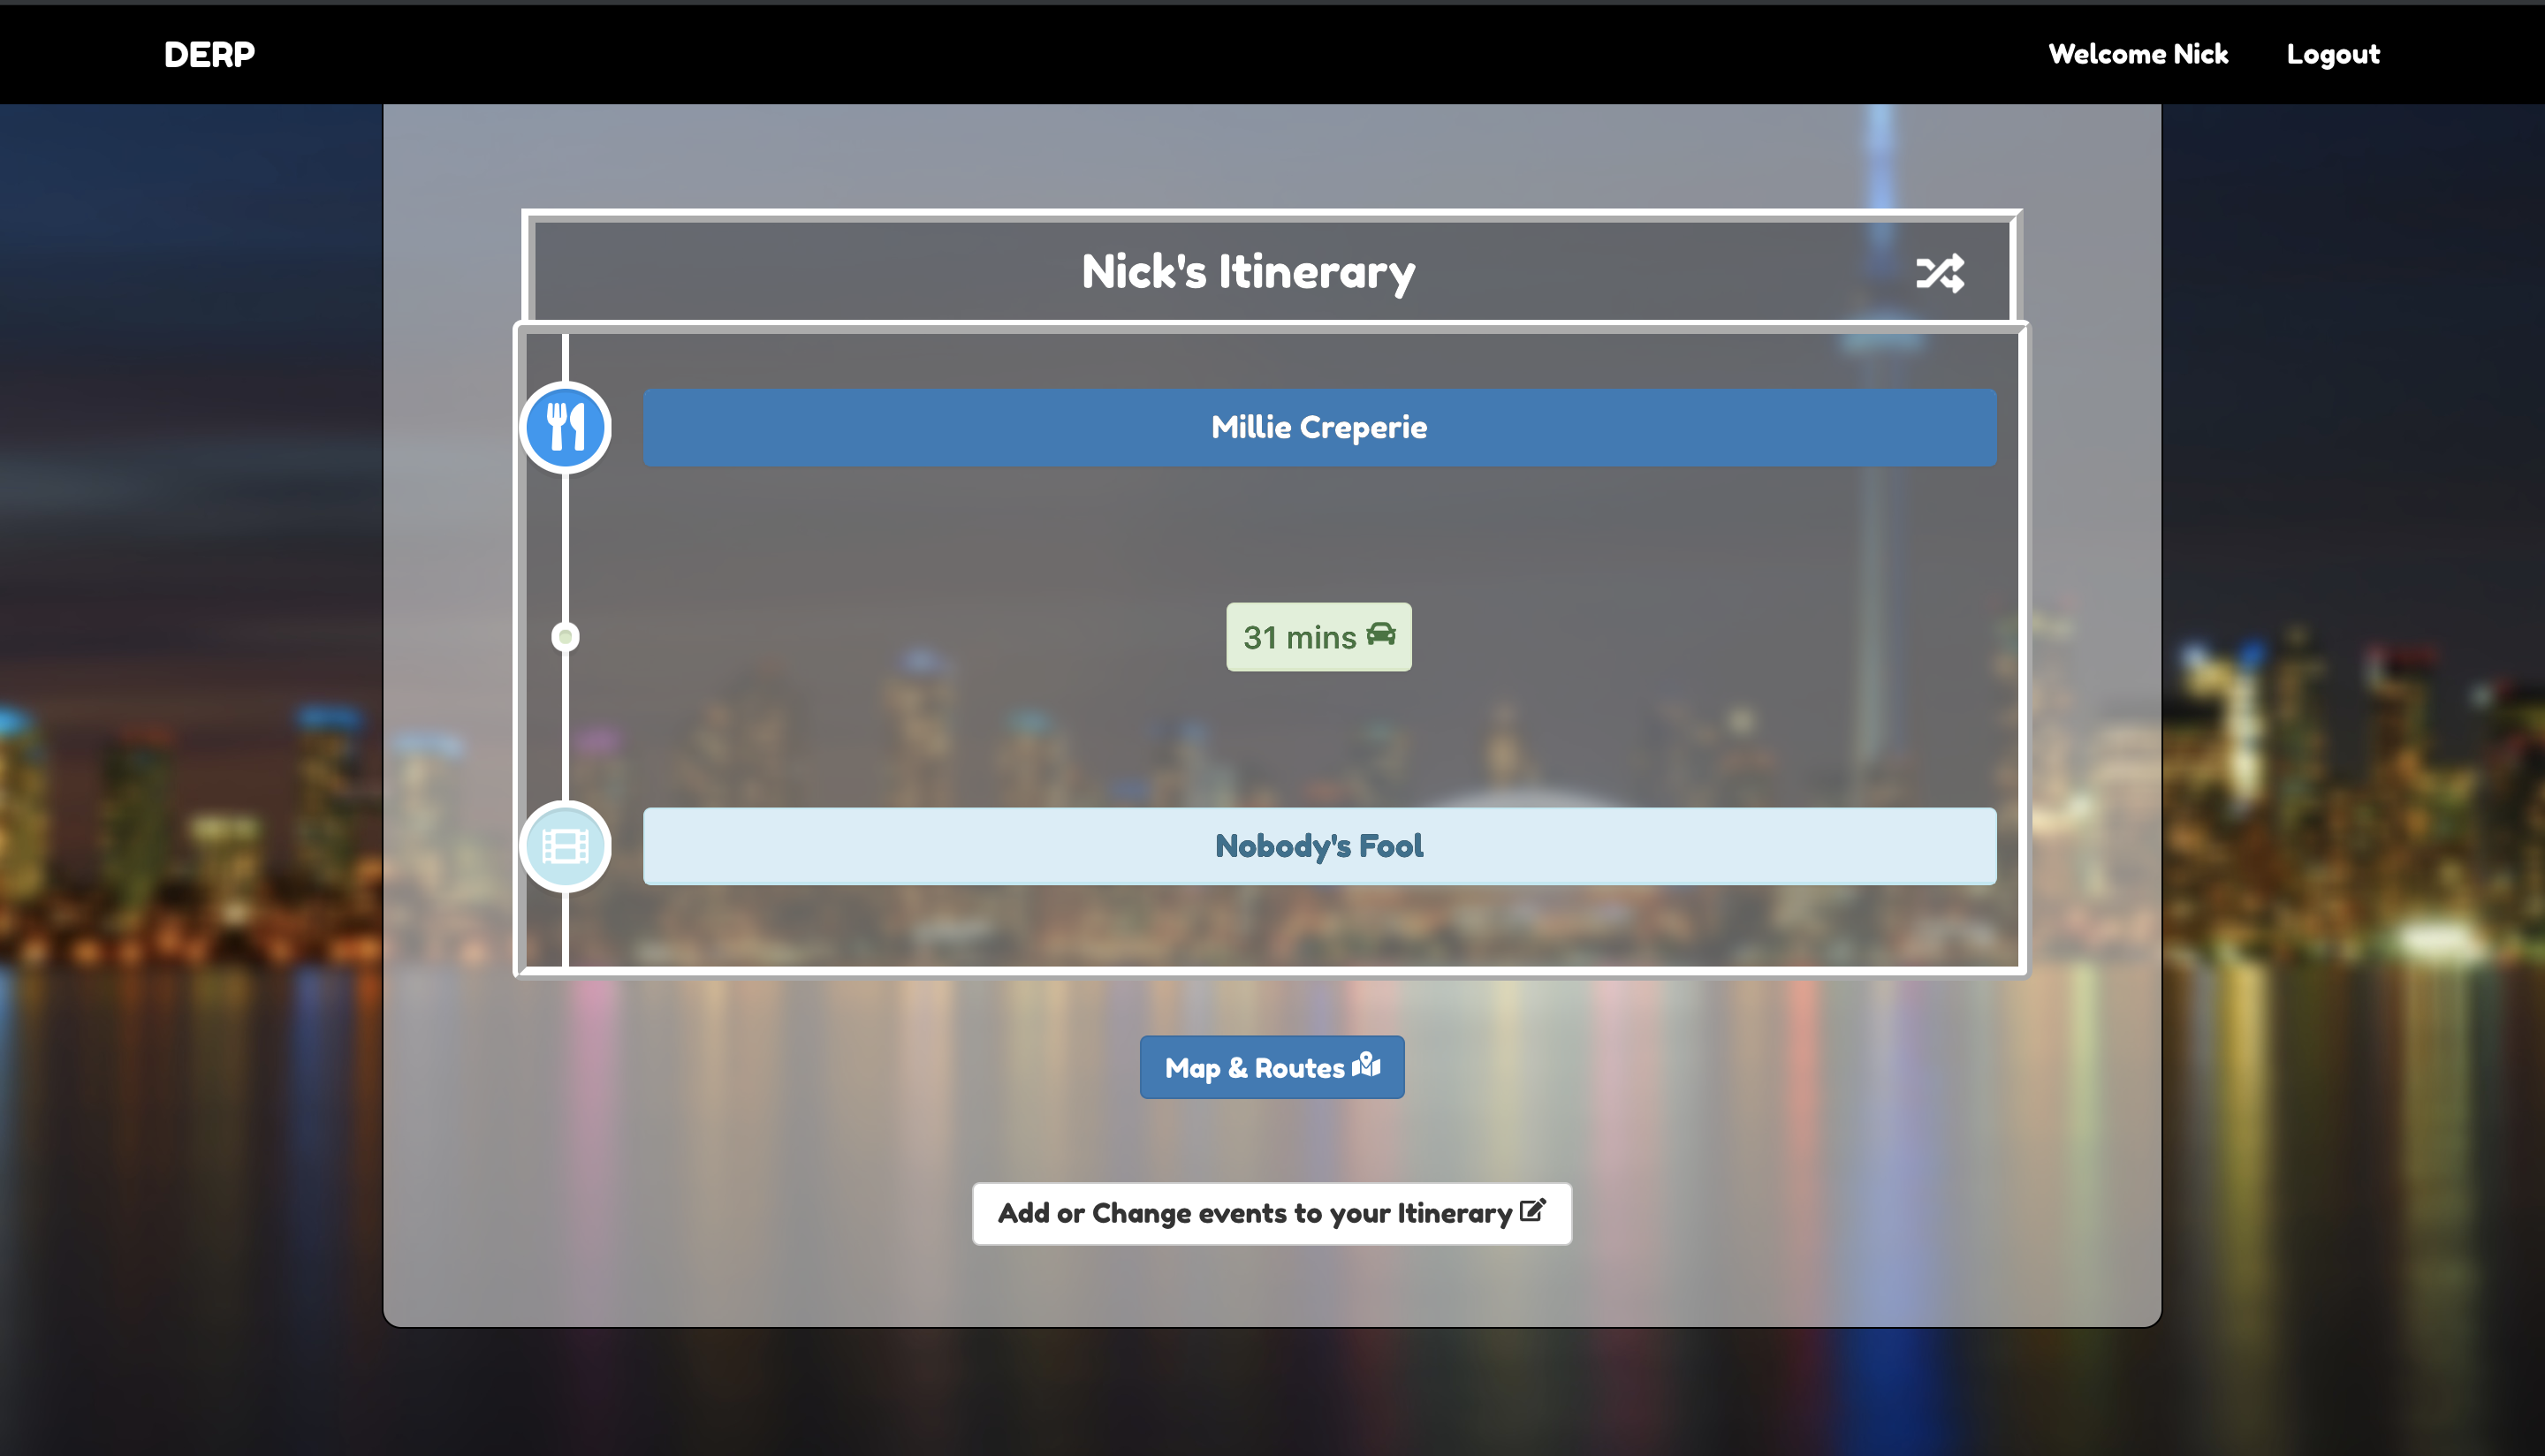 DERP
Welcome Nick
Logout
Nick's Itinerary
Millie Creperie
31 mins
Nobody's Fool
Map & Routes
Add or Change events to your Itinerary